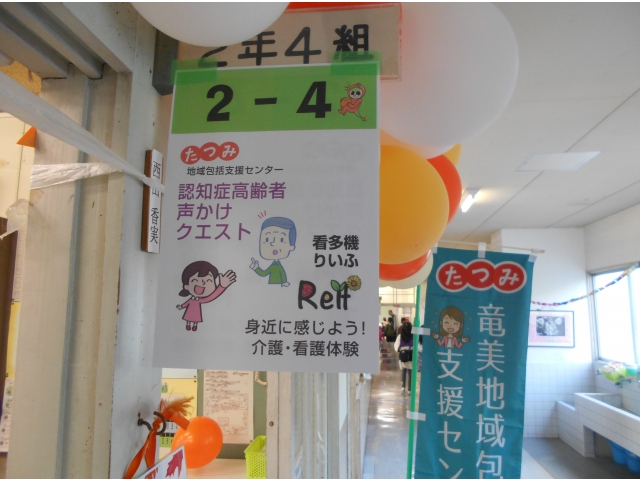 2年4組
2-4
たつみ
地域包括支援センター
認知症高齢者
声かけ
クエスト
看多機
りいふ
Relf
身近に感じよう!
介護・看護体験
西山香実
たつみ
竜美地域包
支援セン